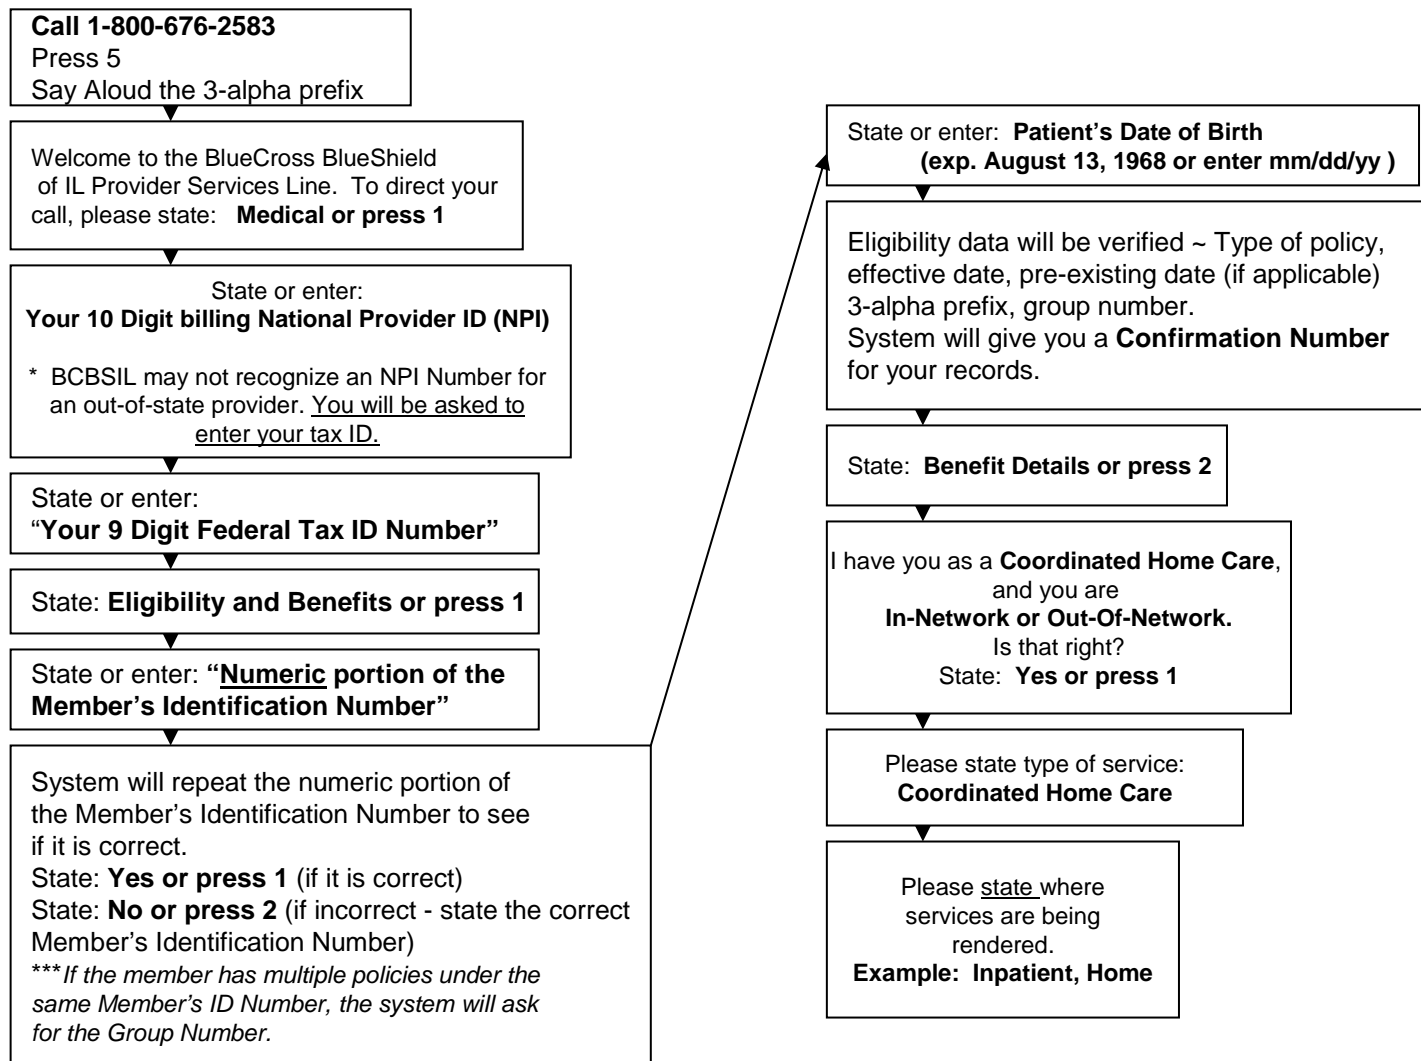 Call 1-800-676-2583
Press 5
Say Aloud the 3-alpha prefix
Welcome to the BlueCross BlueShield
of IL Provider Services Line.  To direct your
call, please state:   Medical or press 1
State or enter:
Your 10 Digit billing National Provider ID (NPI)
*  BCBSIL may not recognize an NPI Number for
an out-of-state provider. You will be asked to
enter your tax ID.
State or enter:
“Your 9 Digit Federal Tax ID Number”
State: Eligibility and Benefits or press 1
State or enter: “Numeric portion of the
Member’s Identification Number”
System will repeat the numeric portion of
the Member’s Identification Number to see
if it is correct.
State: Yes or press 1 (if it is correct)
State: No or press 2 (if incorrect - state the correct
Member’s Identification Number)
***If the member has multiple policies under the
same Member’s ID Number, the system will ask
for the Group Number.
State or enter:  Patient’s Date of Birth
(exp. August 13, 1968 or enter mm/dd/yy )
Eligibility data will be verified ~ Type of policy,
effective date, pre-existing date (if applicable)
3-alpha prefix, group number.
System will give you a Confirmation Number
for your records.
State:  Benefit Details or press 2
I have you as a Coordinated Home Care,
and you are
In-Network or Out-Of-Network.
Is that right?
State:  Yes or press 1
Please state type of service:
Coordinated Home Care
Please state where
services are being
rendered.
Example:  Inpatient, Home